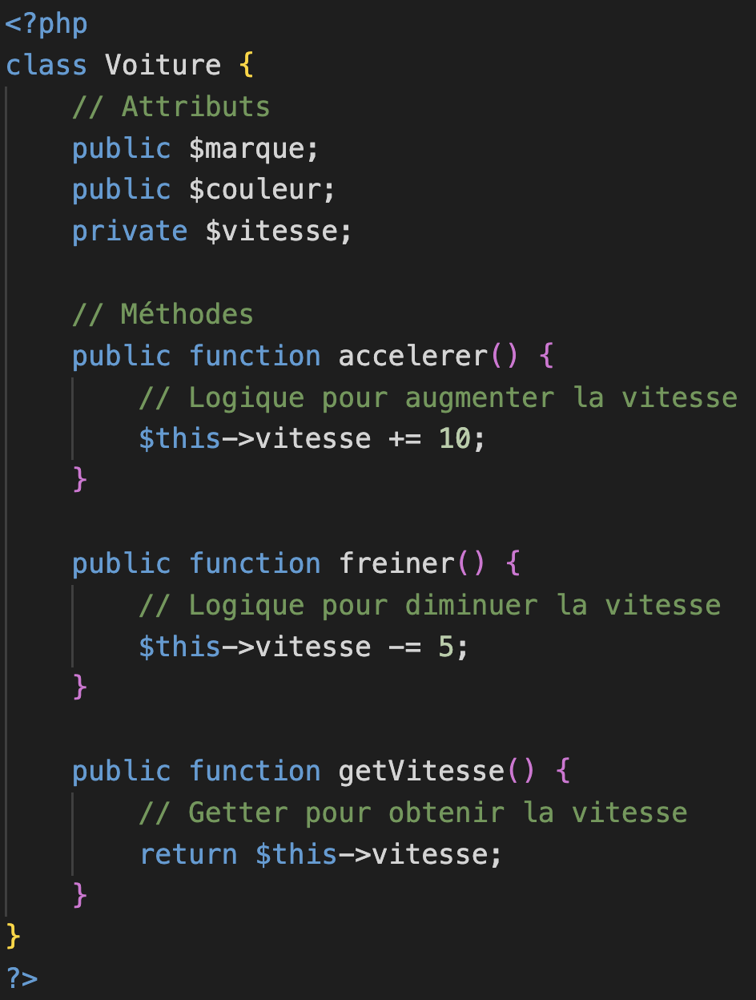 <?php
class Voiture {
    // Attributs
    public $marque;
    public $couleur;
    private $vitesse;

    // Méthodes
    public function accelerer() {
        // Logique pour augmenter la vitesse
        $this->vitesse += 10;
    }

    public function freiner() {
        // Logique pour diminuer la vitesse
        $this->vitesse -= 5;
    }

    public function getVitesse() {
        // Getter pour obtenir la vitesse
        return $this->vitesse;
    }
}
?>